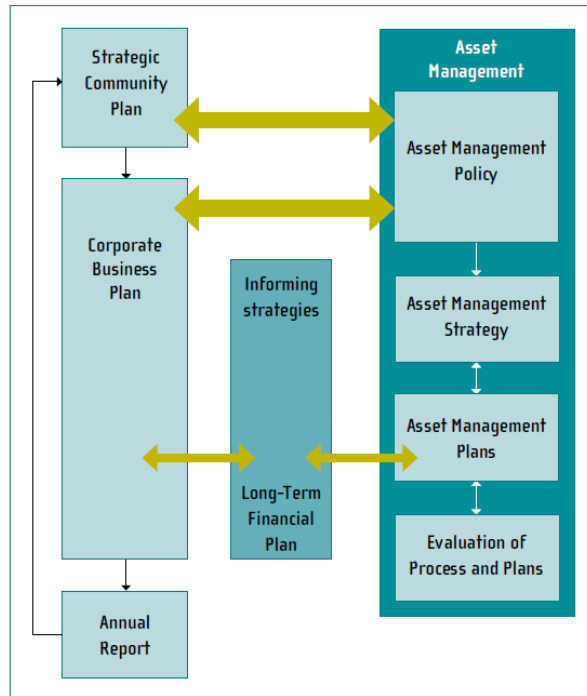 Strategic
Community
Plan
Corporate
Business
Plan
Annual
Report
Informing
strategies
Long-Term
Financial
Plan
Asset
Management
Asset Management
Policy
Asset Management
Strategy
Asset Management
Plans
Evaluation of
Process and Plans